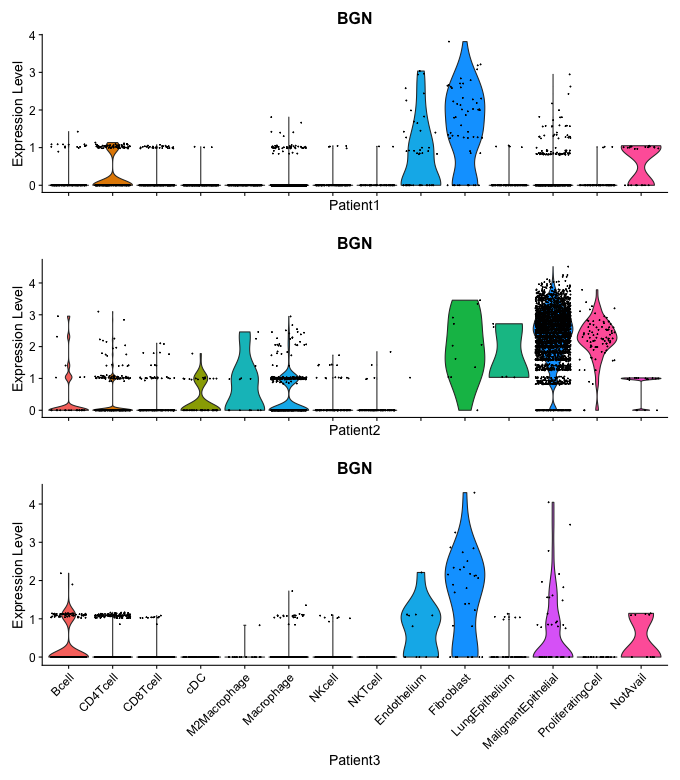 BGN
Expression Level
4
3
2
1
0
Patient1
BGN
Expression Level
4
3
2
1
0
Patient2
BGN
Expression Level
4
3
2
1
0
Bcell
CD4Tcell
CD8Tcell
cDC
M2Macrophage
Macrophage
NKcell
NKTcell
Endothelium
Fibroblast
LungEpithelium
MalignantEpithelial
ProliferatingCell
NotAvail
Patient3